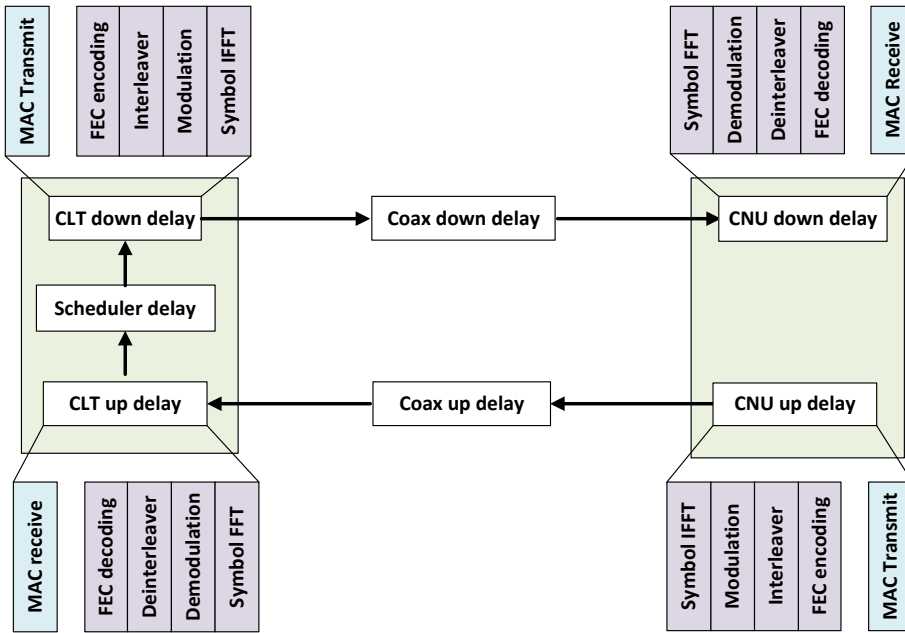 MAC Transmit
FEC encoding
Interleaver
Modulation
Symbol IFFT
Symbol FFT
Demodulation
Deinterleaver
FEC decoding
MAC Receive
CLT down delay
Coax down delay
CNU down delay
Scheduler delay
CLT up delay
Coax up delay
CNU up delay
MAC receive
FEC decoding
Deinterleaver
Demodulation
Symbol FFT
Symbol IFFT
Modulation
Interleaver
FEC encoding
MAC Transmit